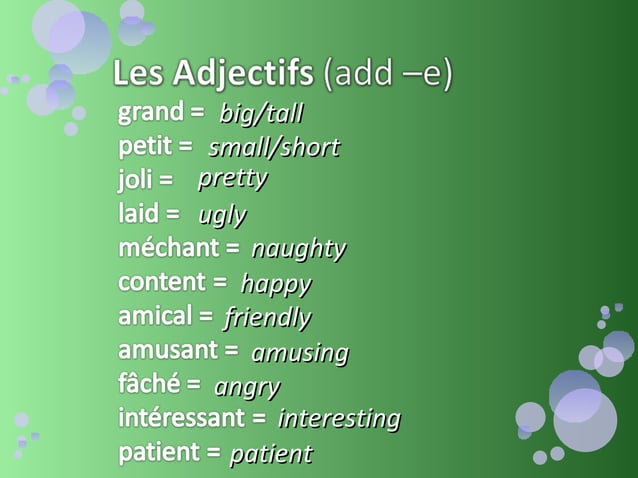 Les Adjectifs (add –e)
grand = big/tall
petit = small/short
joli = pretty
laid = ugly
méchant = naughty
content = happy
amical = friendly
amusant = amusing
fâché = angry
intéressant = interesting
patient = patient